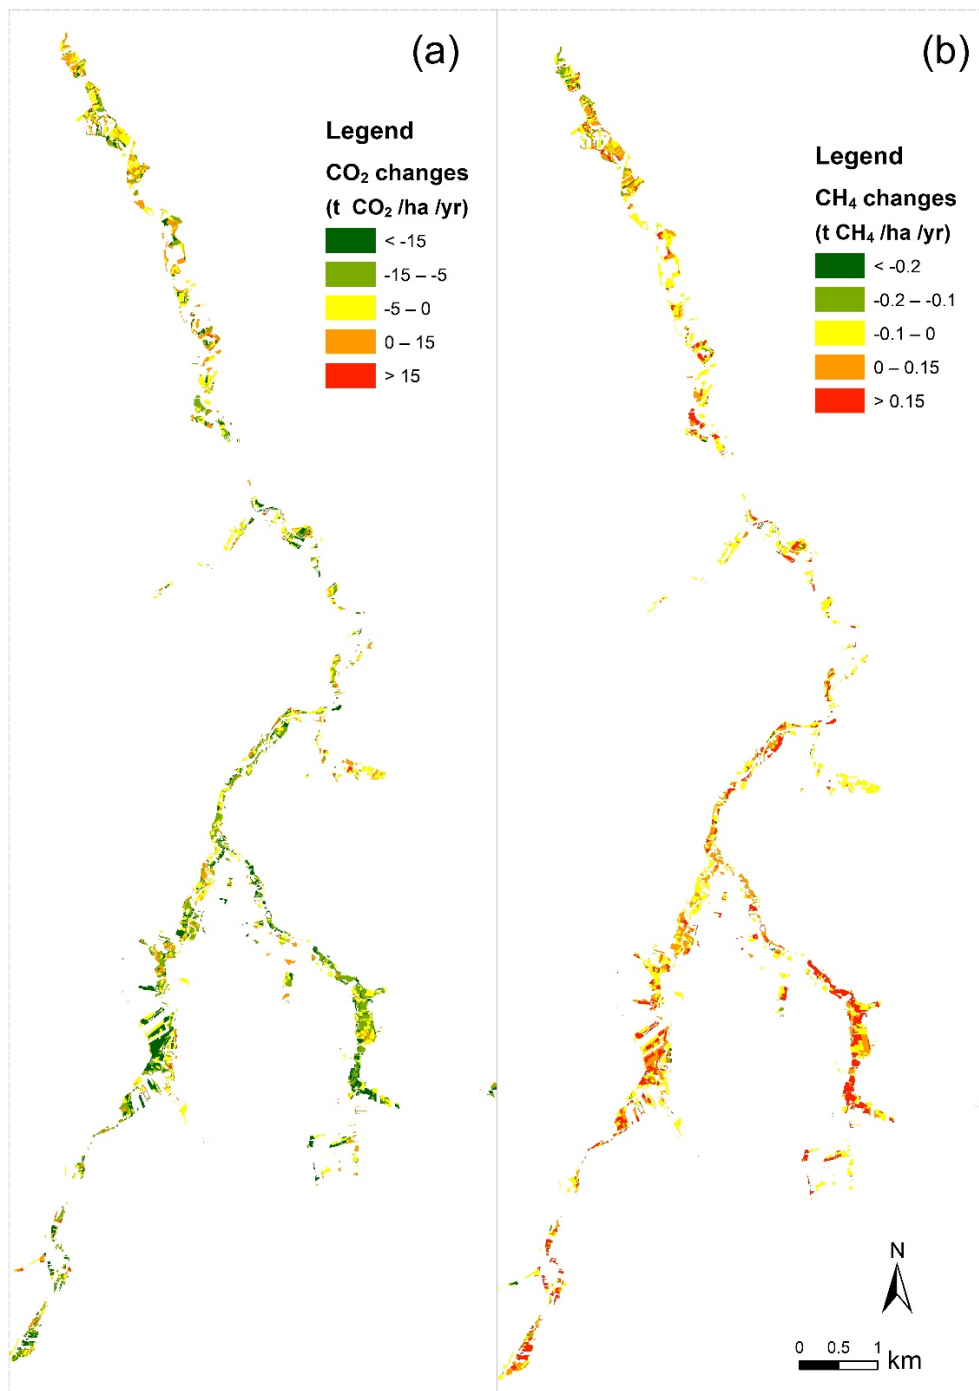 (a)
Legend
CO₂ changes
(t CO₂ /ha /yr)
< -15
-15 – -5
-5 – 0
0 – 15
> 15
(b)
Legend
CH₄ changes
(t CH₄ /ha /yr)
< -0.2
-0.2 – -0.1
-0.1 – 0
0 – 0.15
> 0.15
N
0 0.5 1
km